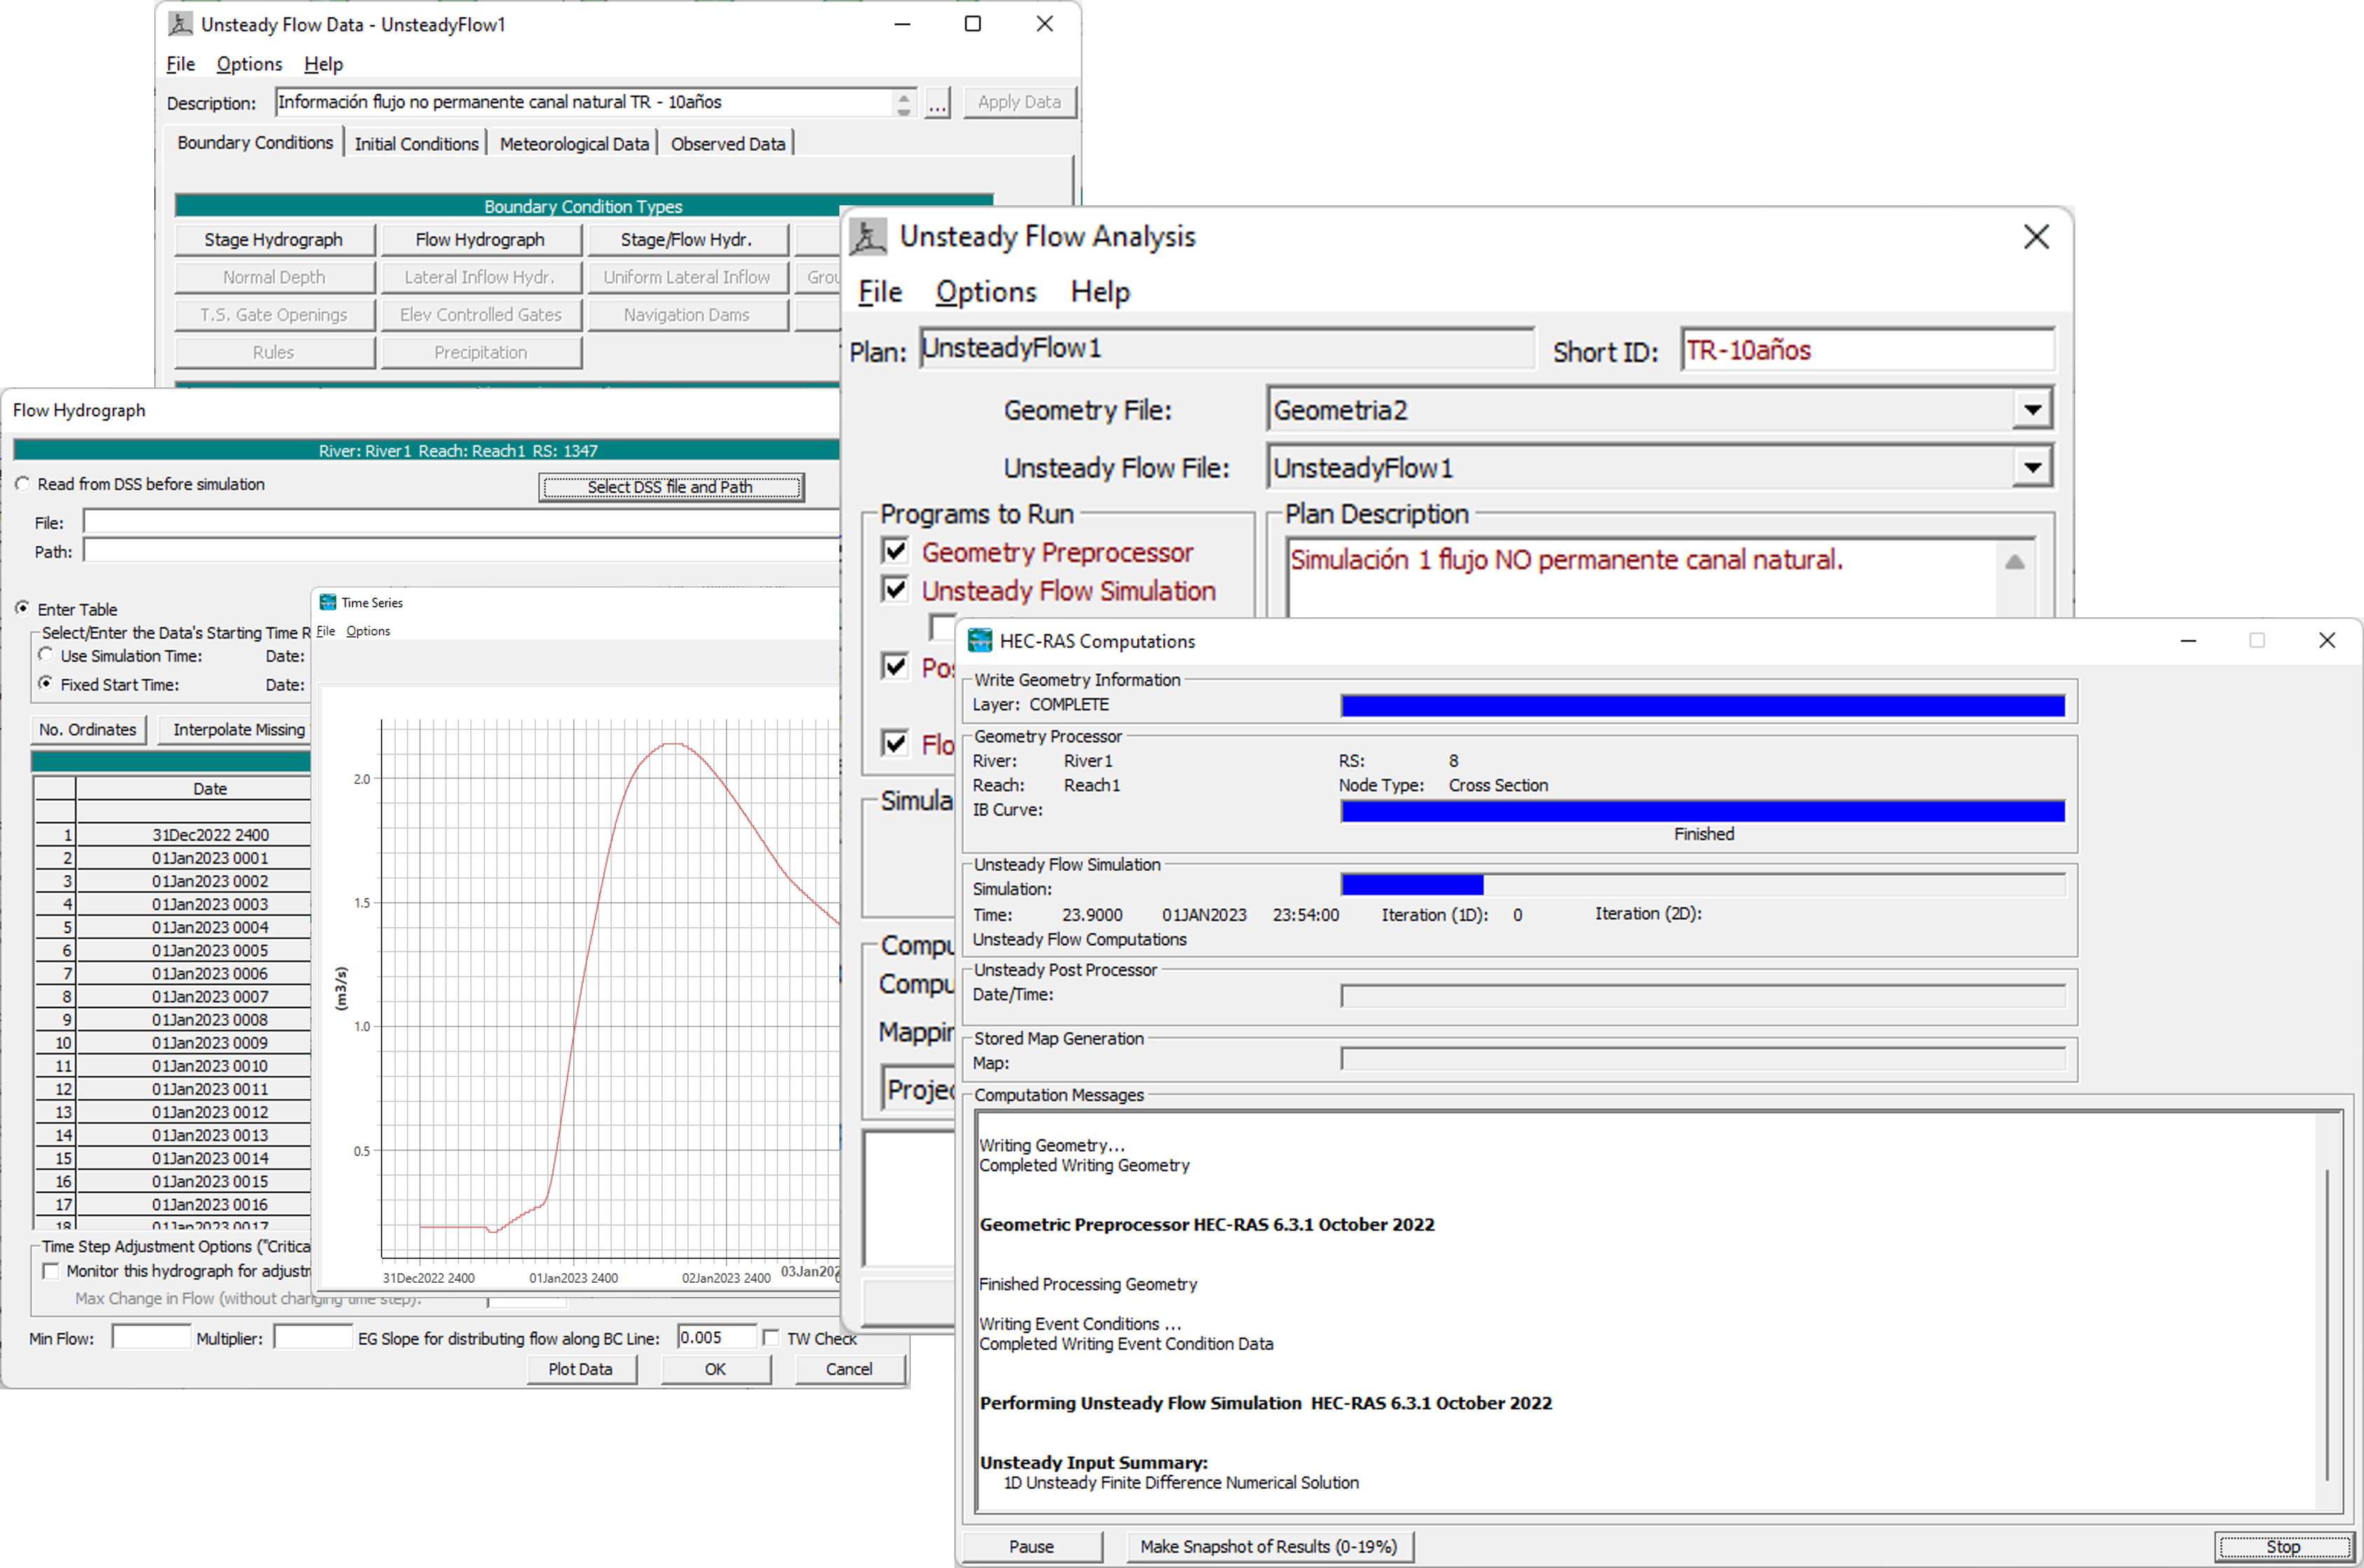 Unsteady Flow Data - UnsteadyFlow1
File Options Help
Description: Información flujo no permanente canal natural TR - 10años ... Apply Data
Boundary Conditions Initial Conditions Meteorological Data Observed Data
Boundary Condition Types
Stage Hydrograph Flow Hydrograph Stage/Flow Hydr.
Normal Depth Lateral Inflow Hydr. Uniform Lateral Inflow Grou
T.S. Gate Openings Elev Controlled Gates Navigation Dams
Rules Precipitation
Flow Hydrograph
River: River1 Reach: Reach1 RS: 1347
Read from DSS before simulation Select DSS file and Path
File:
Path:
Enter Table
Select/Enter the Data's Starting Time R
Use Simulation Time: Date:
Fixed Start Time: Date:
No. Ordinates Interpolate Missing
Date
1 31Dec2022 2400
2 01Jan2023 0001
3 01Jan2023 0002
4 01Jan2023 0003
5 01Jan2023 0004
6 01Jan2023 0005
7 01Jan2023 0006
8 01Jan2023 0007
9 01Jan2023 0008
10 01Jan2023 0009
11 01Jan2023 0010
12 01Jan2023 0011
13 01Jan2023 0012
14 01Jan2023 0013
15 01Jan2023 0014
16 01Jan2023 0015
17 01Jan2023 0016
18 01Jan2023 0017
Time Step Adjustment Options ("Critica
Monitor this hydrograph for adjustm
Max Change in Flow (without changing time step):
Min Flow: Multiplier: EG Slope for distributing flow along BC Line: 0.005 TW Check
Plot Data OK Cancel
Time Series
File Options
2.0
1.5
1.0
0.5
(m3/s)
31Dec2022 2400 01Jan2023 2400 02Jan2023 2400 03Jan202
Unsteady Flow Analysis
File Options Help
Plan: UnsteadyFlow1 Short ID: TR-10años
Geometry File: Geometria2
Unsteady Flow File: UnsteadyFlow1
Programs to Run
Geometry Preprocessor
Unsteady Flow Simulation
Pos
Flo
Plan Description
Simulación 1 flujo NO permanente canal natural.
Simula
Compu
Compu
Mappin
Projec
HEC-RAS Computations
Write Geometry Information
Layer: COMPLETE
Geometry Processor
River: River1 RS: 8
Reach: Reach1 Node Type: Cross Section
IB Curve:
Finished
Unsteady Flow Simulation
Simulation:
Time: 23.9000 01JAN2023 23:54:00 Iteration (1D): 0 Iteration (2D):
Unsteady Flow Computations
Unsteady Post Processor
Date/Time:
Stored Map Generation
Map:
Computation Messages
Writing Geometry...
Completed Writing Geometry
Geometric Preprocessor HEC-RAS 6.3.1 October 2022
Finished Processing Geometry
Writing Event Conditions ...
Completed Writing Event Condition Data
Performing Unsteady Flow Simulation HEC-RAS 6.3.1 October 2022
Unsteady Input Summary:
1D Unsteady Finite Difference Numerical Solution
Pause Make Snapshot of Results (0-19%) Stop